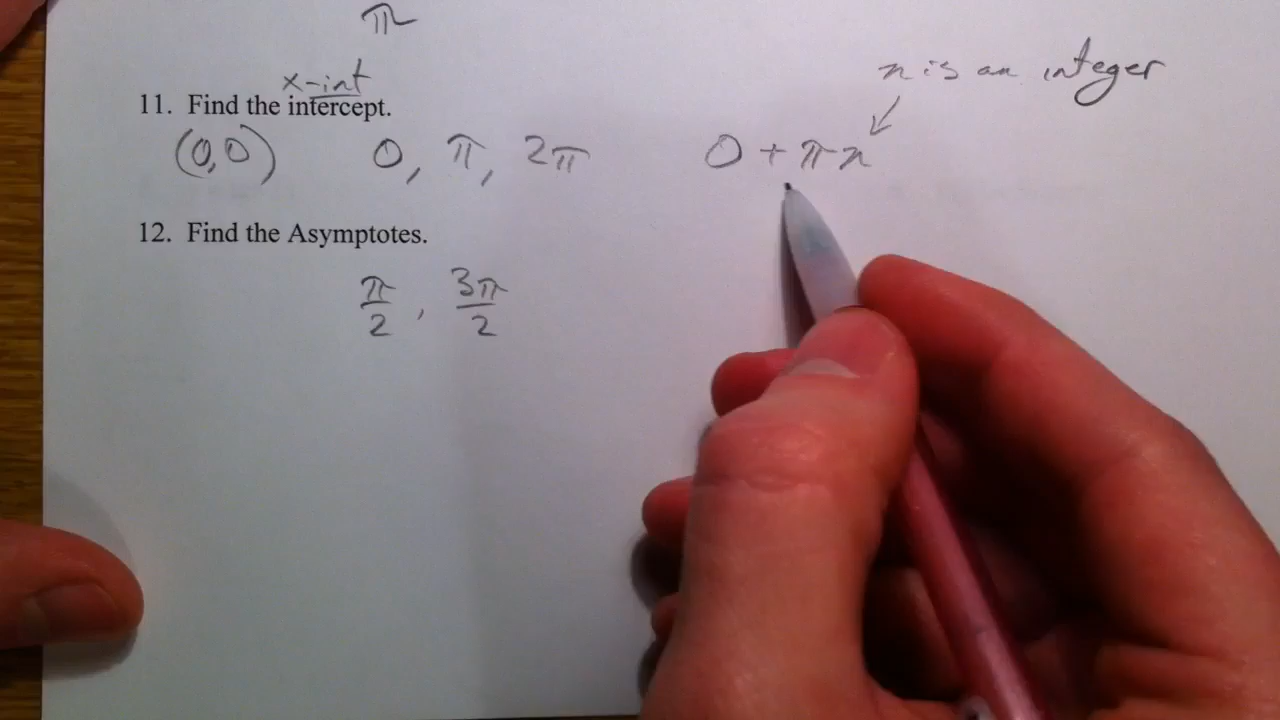 π
x-int
11. Find the intercept.
n is an integer
(0,0) 0, π, 2π 0 + πn
12. Find the Asymptotes.
π/2, 3π/2